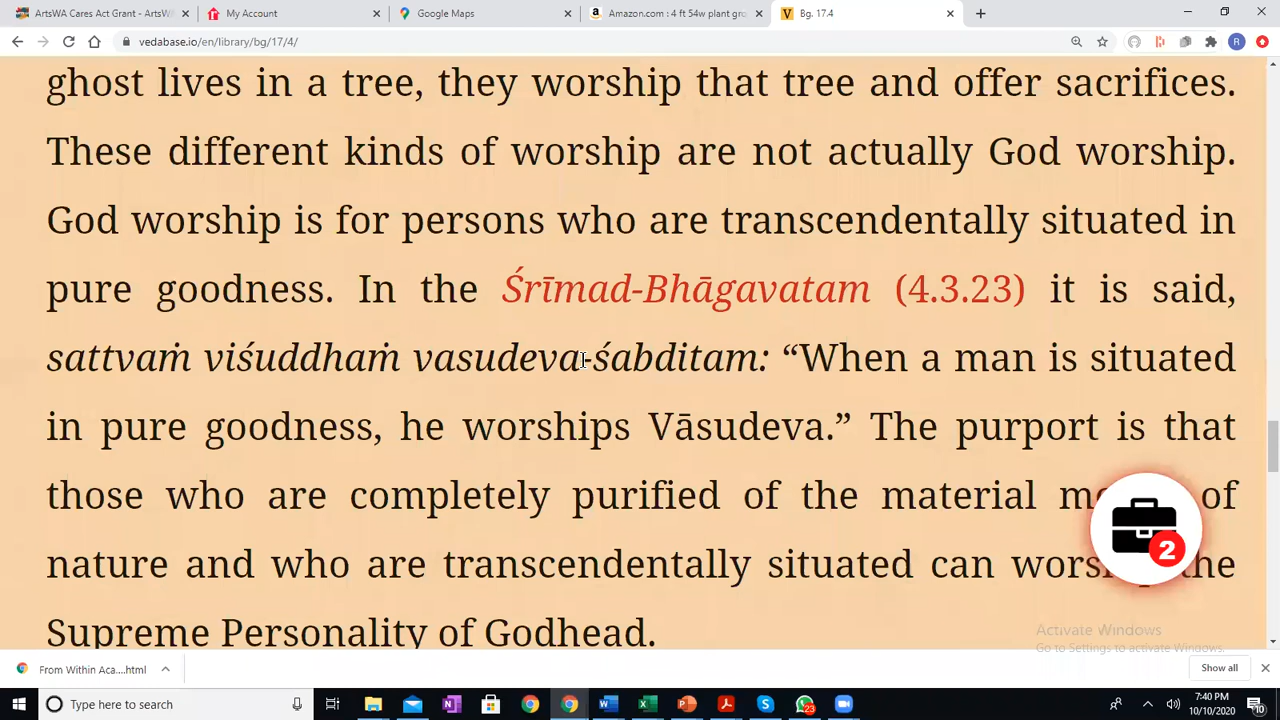 ArtsWA Cares Act Grant - ArtsWA
My Account
Google Maps
Amazon.com : 4 ft 54w plant gro
Bg. 17.4
vedabase.io/en/library/bg/17/4/
R
ghost lives in a tree, they worship that tree and offer sacrifices.
These different kinds of worship are not actually God worship.
God worship is for persons who are transcendentally situated in
pure goodness. In the Śrīmad-Bhāgavatam (4.3.23) it is said,
sattvaṁ viśuddhaṁ vasudeva-śabditam: “When a man is situated
in pure goodness, he worships Vāsudeva.” The purport is that
those who are completely purified of the material of
nature and who are transcendentally situated can the
Supreme Personality of Godhead.
2
Activate Windows
Go to Settings to activate Windows.
From Within Aca....html
Show all
Type here to search
23
7:40 PM
10/10/2020
10